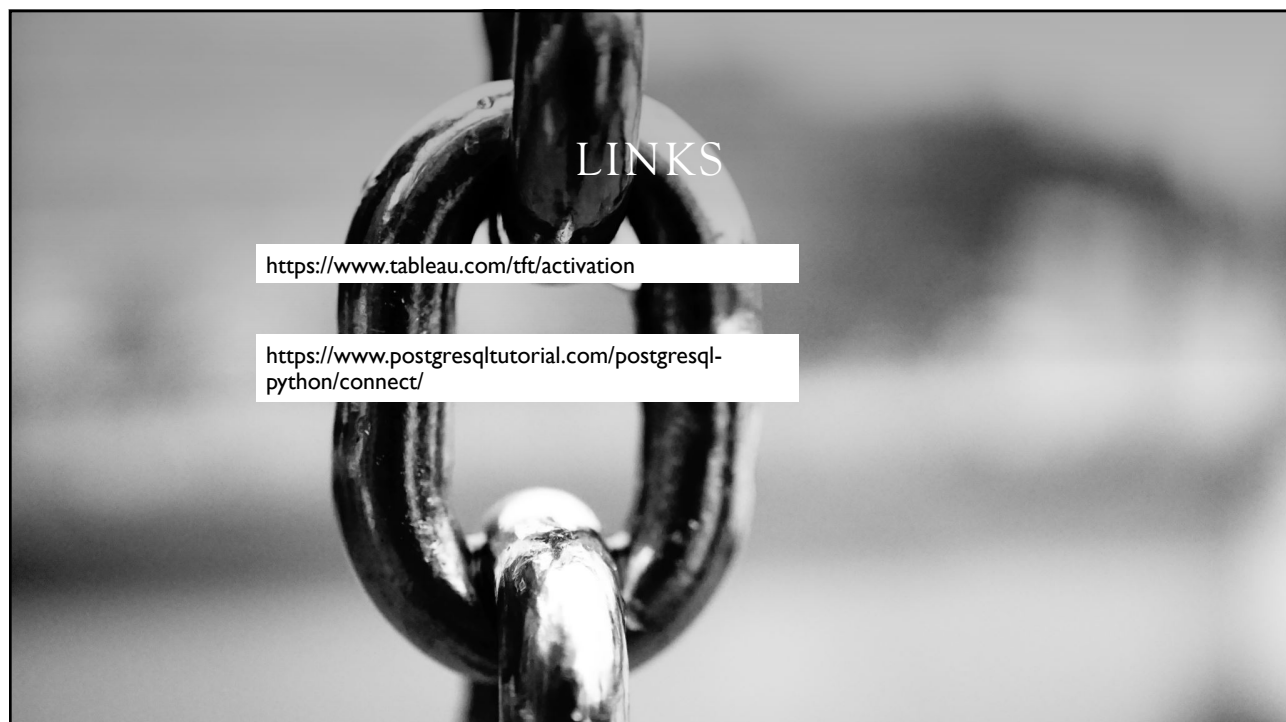 LINKS
https://www.tableau.com/tft/activation
https://www.postgresqltutorial.com/postgresql-
python/connect/